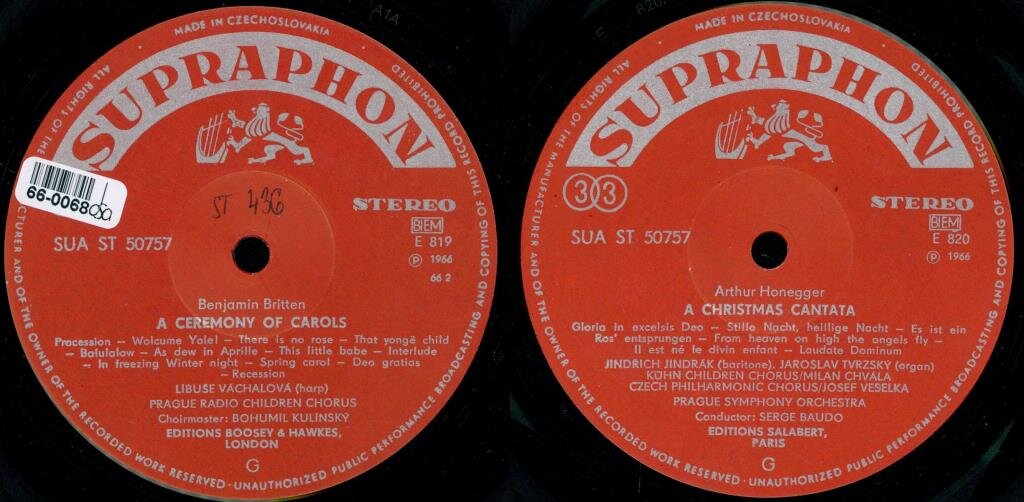 MADE IN CZECHOSLOVAKIA
SUPRAPHON
66-0068
ST 436
STEREO
BIEM
SUA ST 50757
E 819
Ⓟ 1966
66 2
Benjamin Britten
A CEREMONY OF CAROLS
Procession — Wolcume Yole! — There is no rose — That yongë child
— Balulalow — As dew in Aprille — This little babe — Interlude
— In freezing Winter night — Spring carol — Deo gratias
— Recession
LIBUŠE VÁCHALOVÁ (harp)
PRAGUE RADIO CHILDREN CHORUS
Choirmaster: BOHUMIL KULÍNSKÝ
EDITIONS BOOSEY & HAWKES,
LONDON
G
ALL RIGHTS OF THE
CTURER AND OF THE OWNER OF THE RECORDED WORK RESERVED · UNAUTHORIZED PUBLIC PERFORMANCE BROADCASTING AND COPYING OF THIS RECORD PROHIBITED
A1A
MADE IN CZECHOSLOVAKIA
SUPRAPHON
33
STEREO
BIEM
SUA ST 50757
E 820
Ⓟ 1966
Arthur Honegger
A CHRISTMAS CANTATA
Gloria in excelsis Deo — Stille Nacht, heillige Nacht — Es ist ein
Ros' entsprungen — From heaven on high the angels fly —
Il est né le divin enfant — Laudate Dominum
JINDŘICH JINDRÁK (baritone), JAROSLAV TVRZSKÝ (organ)
KÜHN CHILDREN CHORUS/MILAN CHVÁLA
CZECH PHILHARMONIC CHORUS/JOSEF VESELKA
PRAGUE SYMPHONY ORCHESTRA
Conductor: SERGE BAUDO
EDITIONS SALABERT,
PARIS
G
ALL RIGHTS OF THE MANUFACTURER AND OF THE OWNER OF THE RECORDED WORK RESERVED · UNAUTHORIZED PUBLIC PERFORMANCE BROADCASTING AND COPYING OF THIS RECORD PROHIBITED